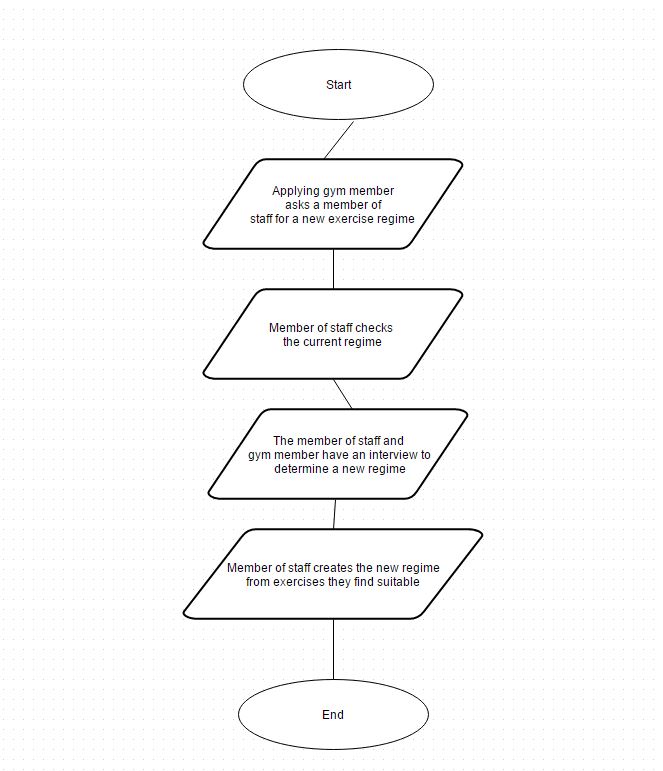 Start
Applying gym member
asks a member of
staff for a new exercise regime
Member of staff checks
the current regime
The member of staff and
gym member have an interview to
determine a new regime
Member of staff creates the new regime
from exercises they find suitable
End